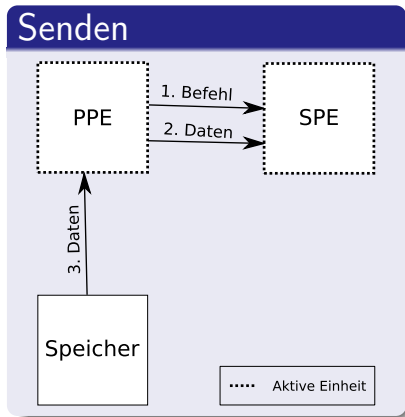 Senden
1. Befehl
PPE
SPE
2. Daten
3. Daten
Speicher
Aktive Einheit